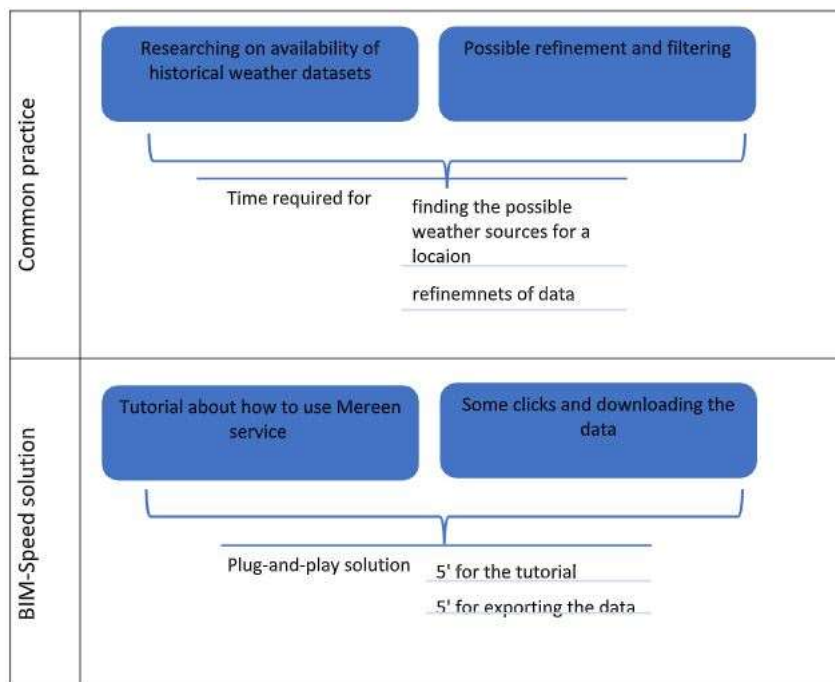 Common practice
Researching on availability of
historical weather datasets
Possible refinement and filtering
Time required for
finding the possible
weather sources for a
locaion
refinemnets of data
BIM-Speed solution
Tutorial about how to use Mereen
service
Some clicks and downloading the
data
Plug-and-play solution
5' for the tutorial
5' for exporting the data